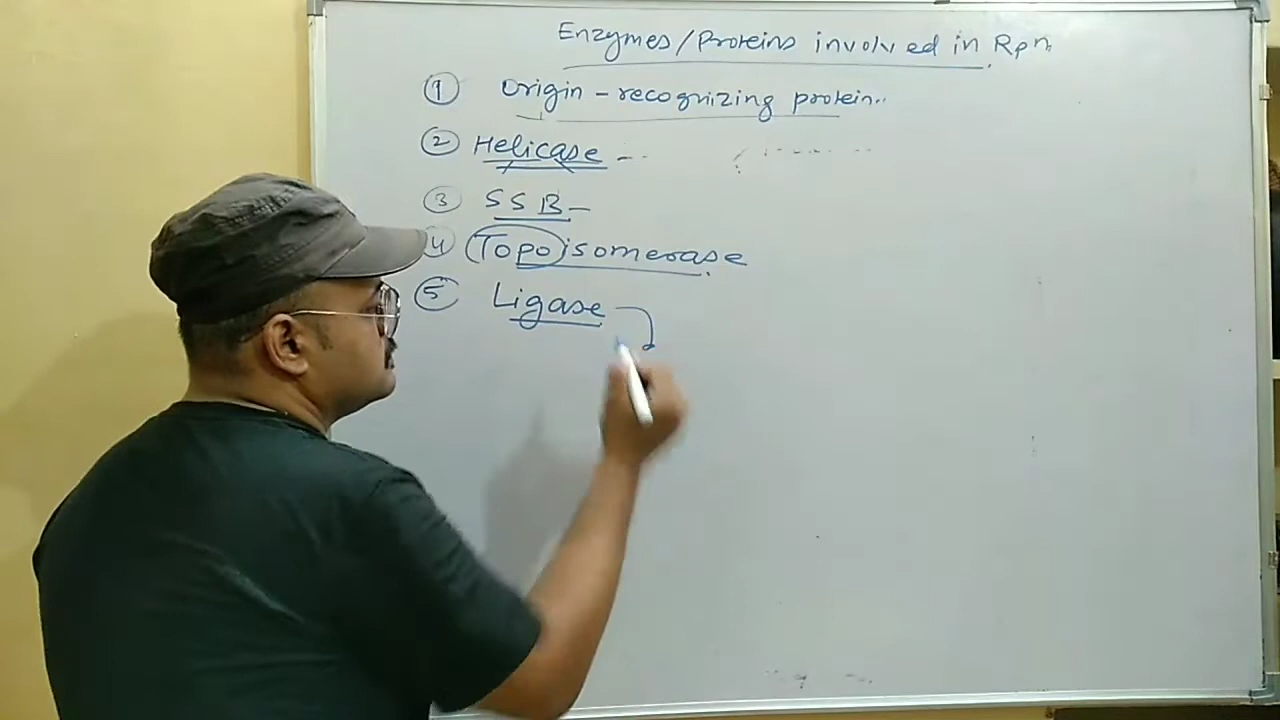 Enzymes/Proteins involved in Rpn.
① Origin - recognizing protein..
② Helicase -
③ SSB -
④ Topoisomerase
⑤ Ligase